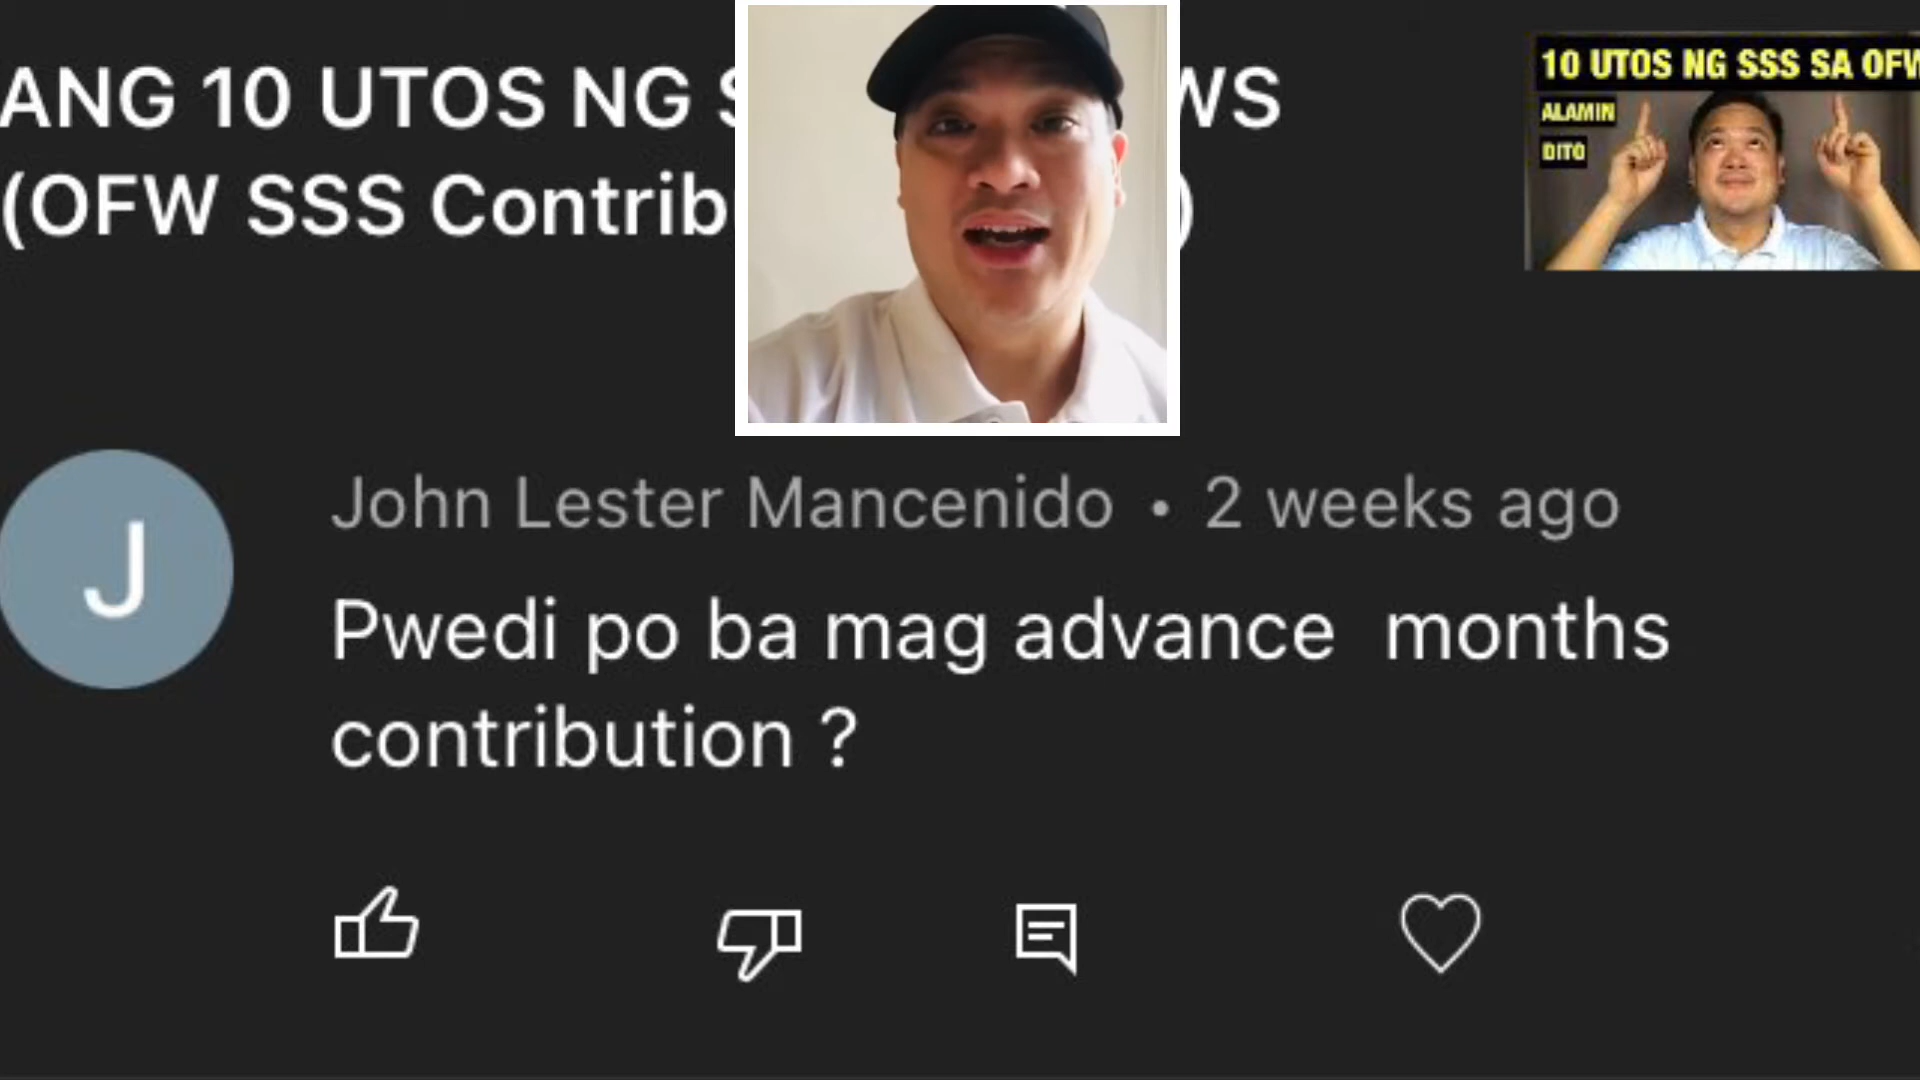 ANG 10 UTOS NG
WS
(OFW SSS Contrib
)
10 UTOS NG SSS SA OFW
ALAMIN
DITO
J
John Lester Mancenido • 2 weeks ago
Pwedi po ba mag advance months
contribution ?